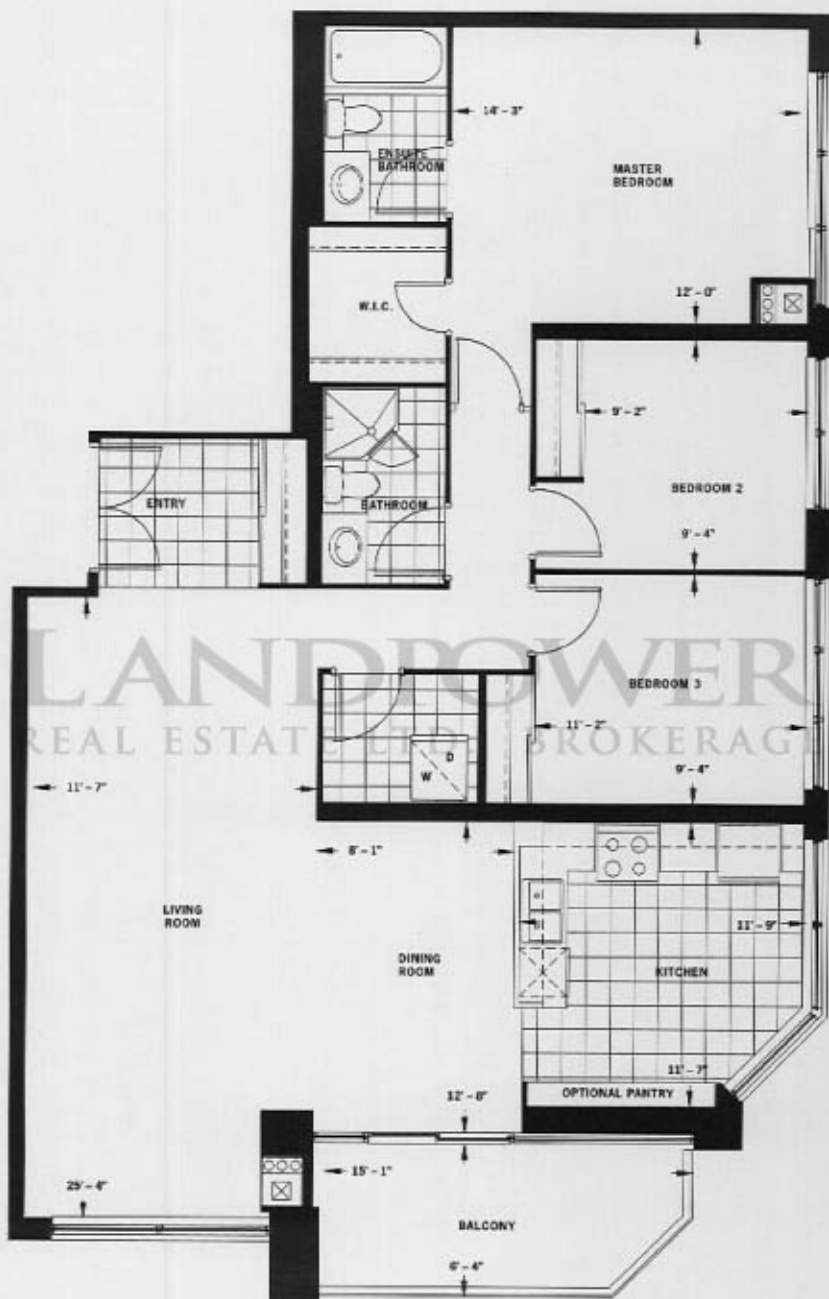 14' - 3"
ENSUITE
BATHROOM
MASTER
BEDROOM
12' - 0"
W.I.C.
9' - 2"
BEDROOM 2
ENTRY
BATHROOM
9' - 4"
LANDPOWER
BEDROOM 3
11' - 2"
REAL ESTATE LTD. BROKERAGE
D
W
9' - 4"
11' - 7"
8' - 1"
LIVING
ROOM
11' - 9"
DINING
ROOM
KITCHEN
11' - 7"
OPTIONAL PANTRY
12' - 8"
15' - 1"
25' - 4"
BALCONY
6' - 4"